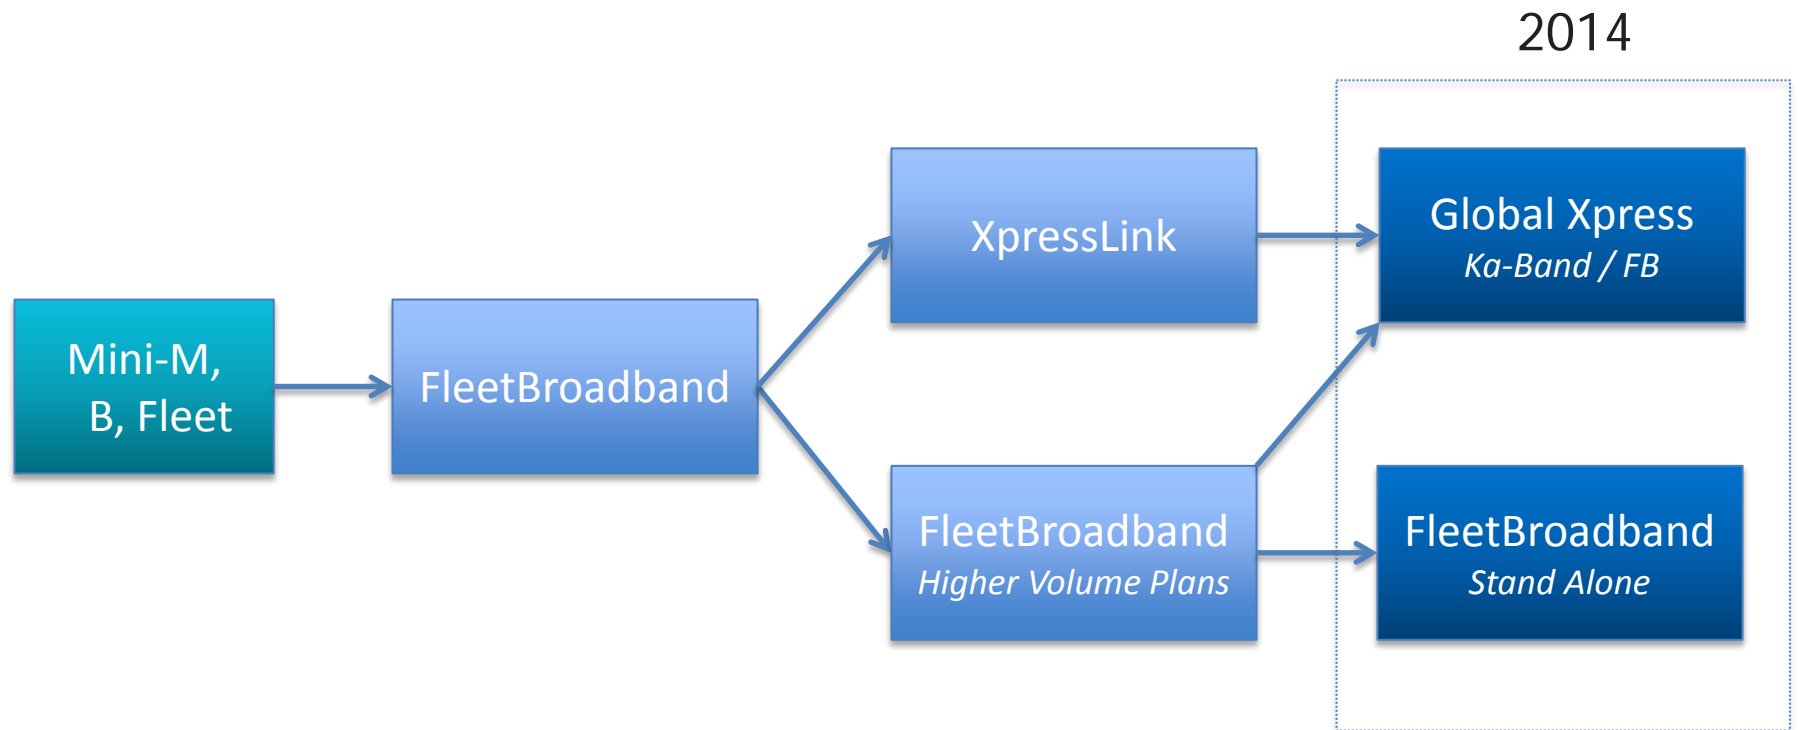 2014
Mini-M,
B, Fleet
FleetBroadband
XpressLink
FleetBroadband
Higher Volume Plans
Global Xpress
Ka-Band / FB
FleetBroadband
Stand Alone